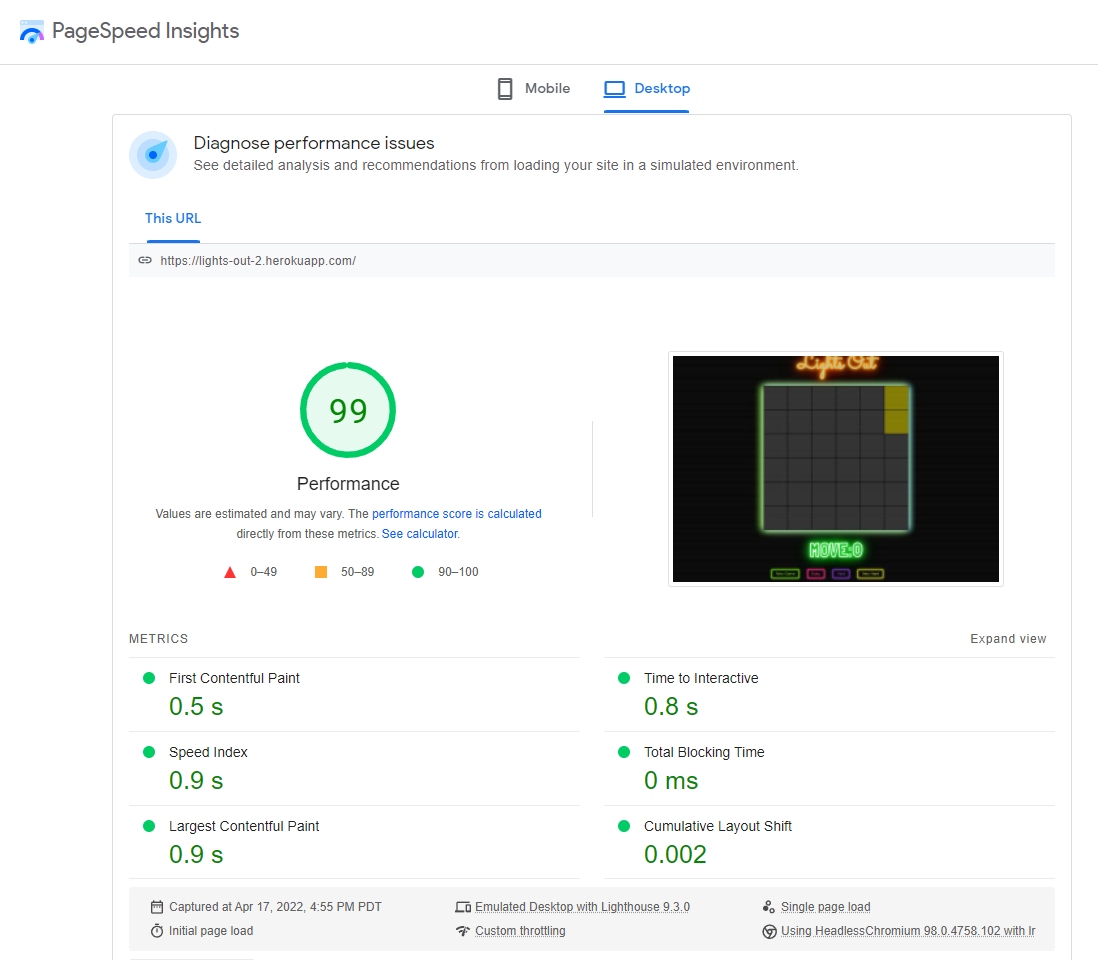 PageSpeed Insights
Mobile
Desktop
Diagnose performance issues
See detailed analysis and recommendations from loading your site in a simulated environment.
This URL
https://lights-out-2.herokuapp.com/
99
Performance
Values are estimated and may vary. The performance score is calculated
directly from these metrics. See calculator.
0–49
50–89
90–100
Lights Out
MOVE:0
METRICS
Expand view
First Contentful Paint
0.5 s
Time to Interactive
0.8 s
Speed Index
0.9 s
Total Blocking Time
0 ms
Largest Contentful Paint
0.9 s
Cumulative Layout Shift
0.002
Captured at Apr 17, 2022, 4:55 PM PDT
Emulated Desktop with Lighthouse 9.3.0
Single page load
Initial page load
Custom throttling
Using HeadlessChromium 98.0.4758.102 with lr